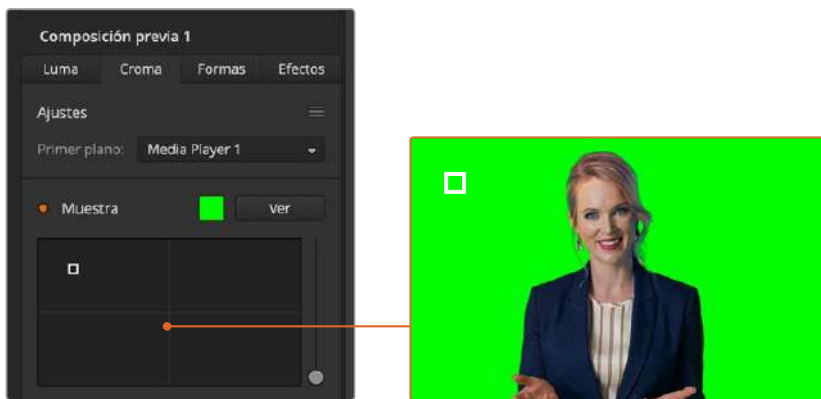 Composición previa 1
Luma Croma Formas Efectos
Ajustes
Primer plano: Media Player 1
Muestra Ver